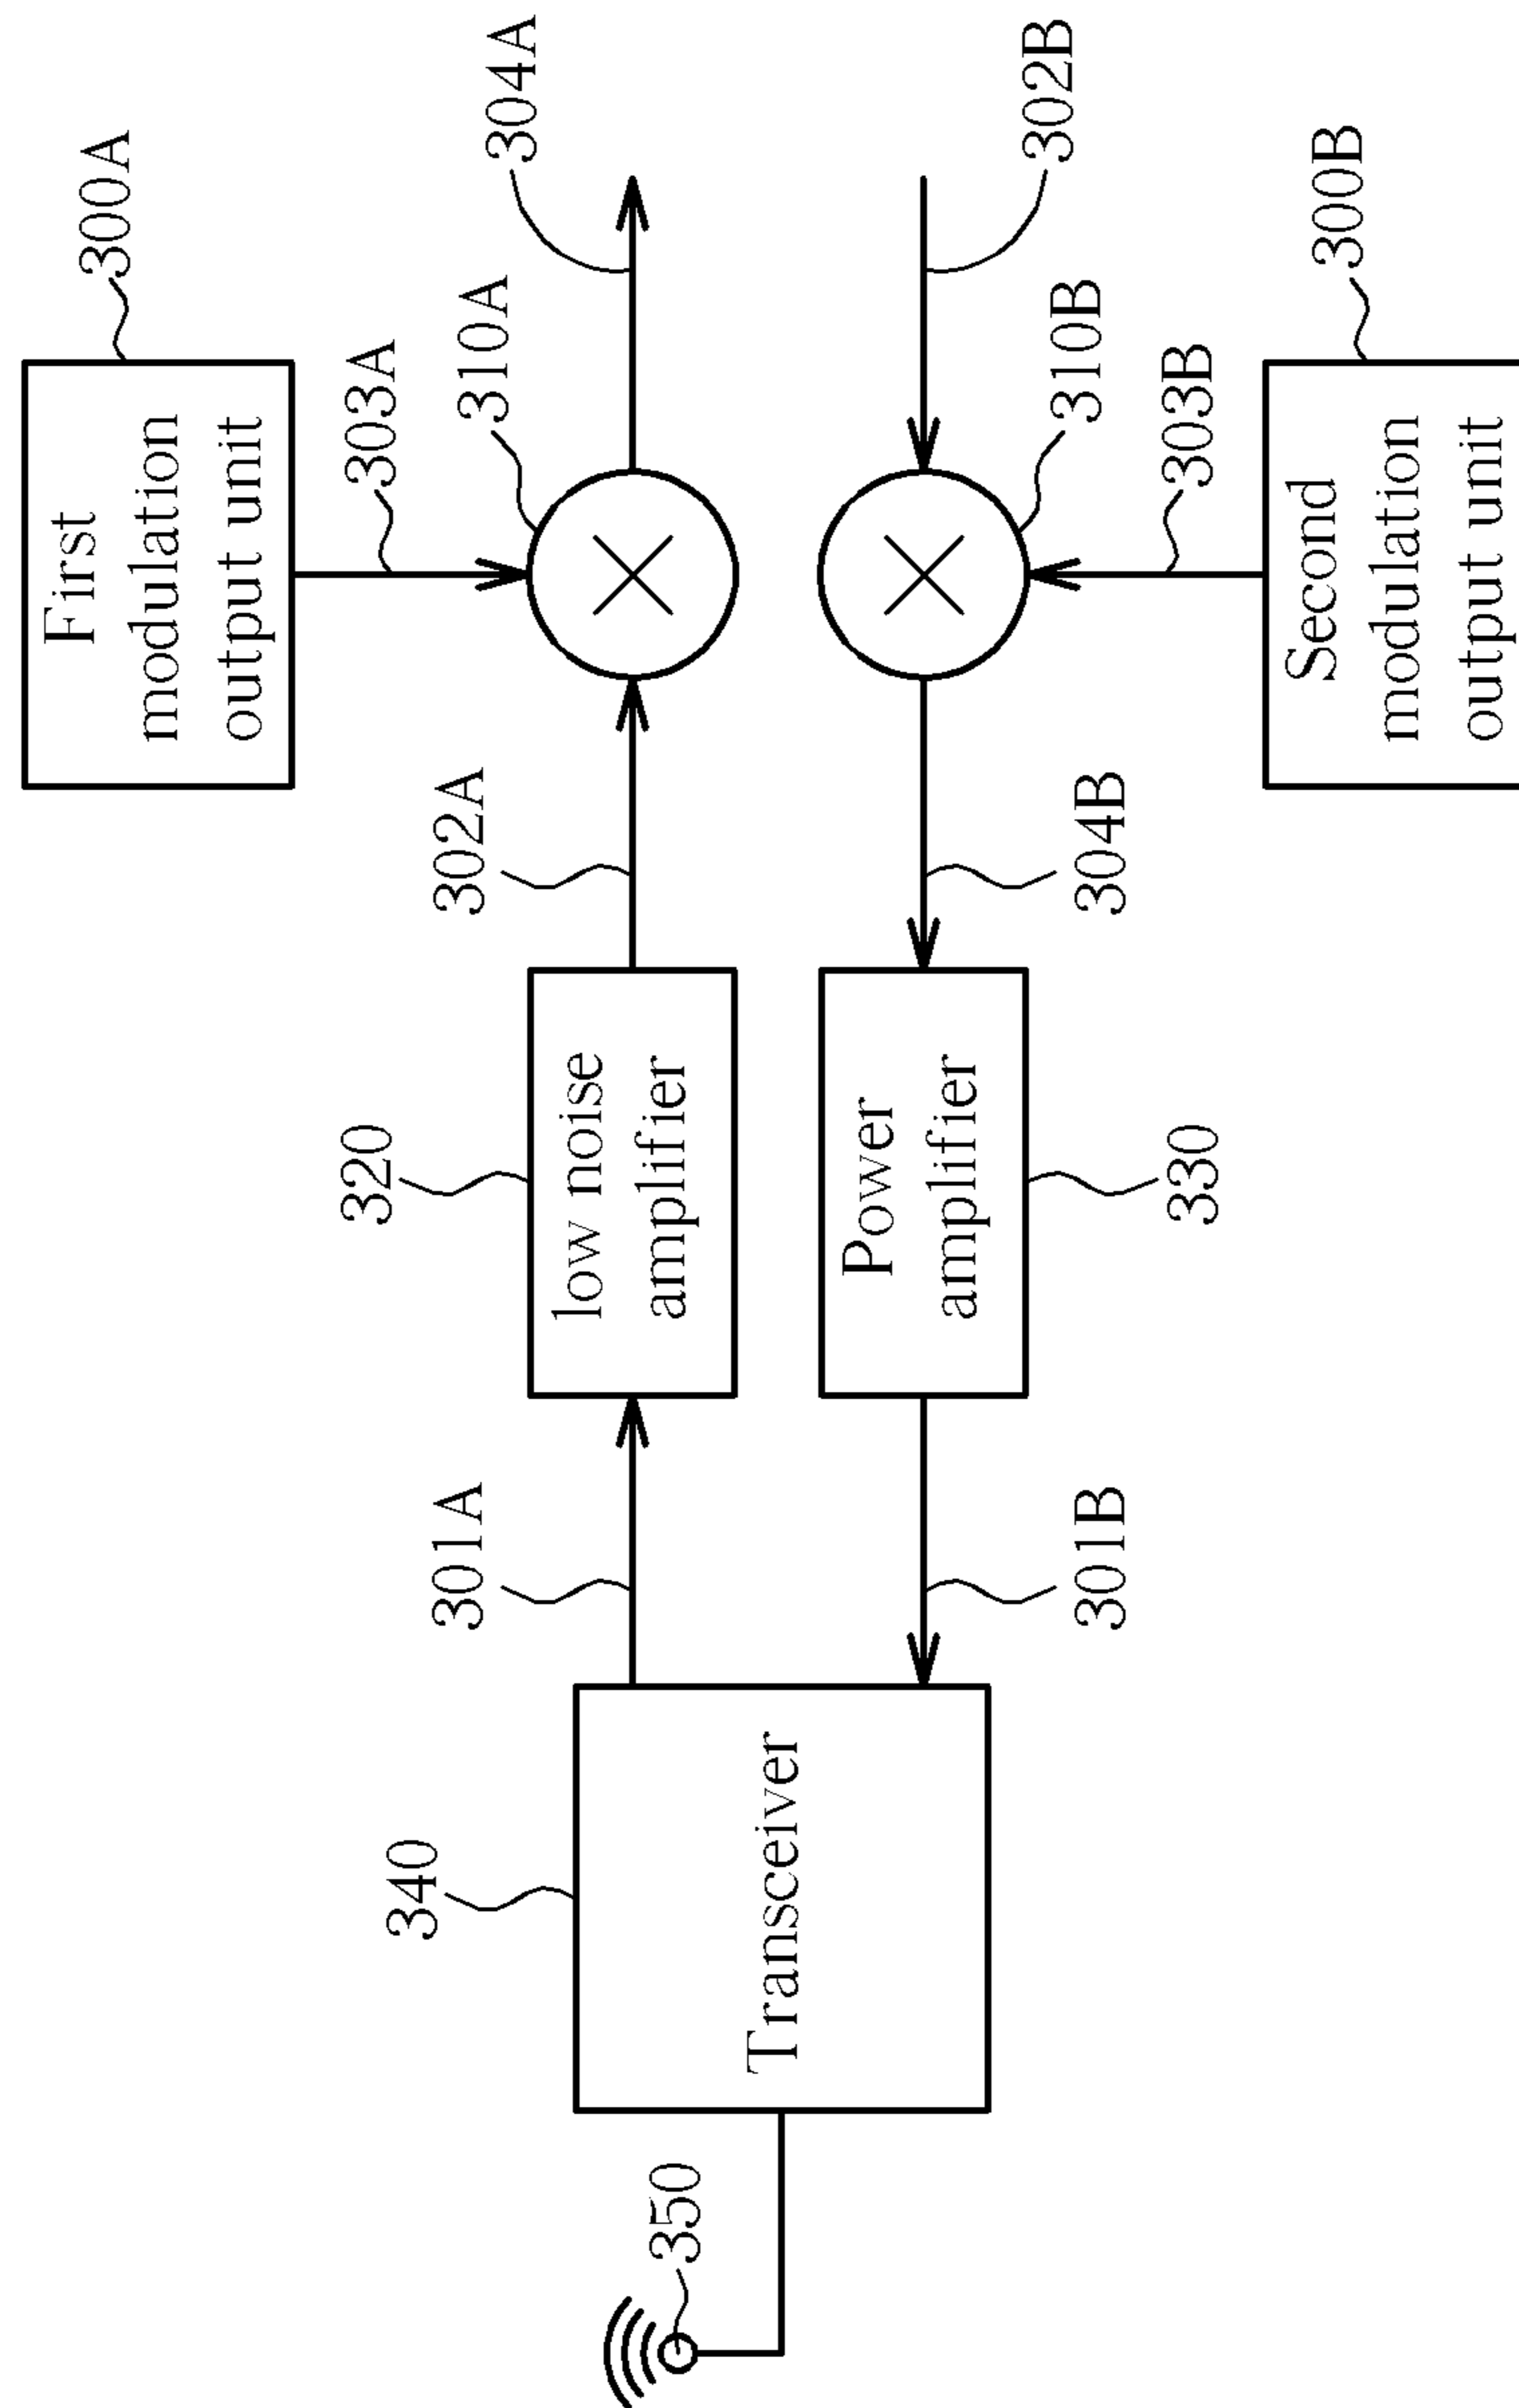 First
modulation
output unit
300A
303A
320
340
301A
302A
310A
304A
low noise
amplifier
350
Transceiver
Power
amplifier
302B
310B
301B
304B
330
303B
Second
modulation
output unit
300B